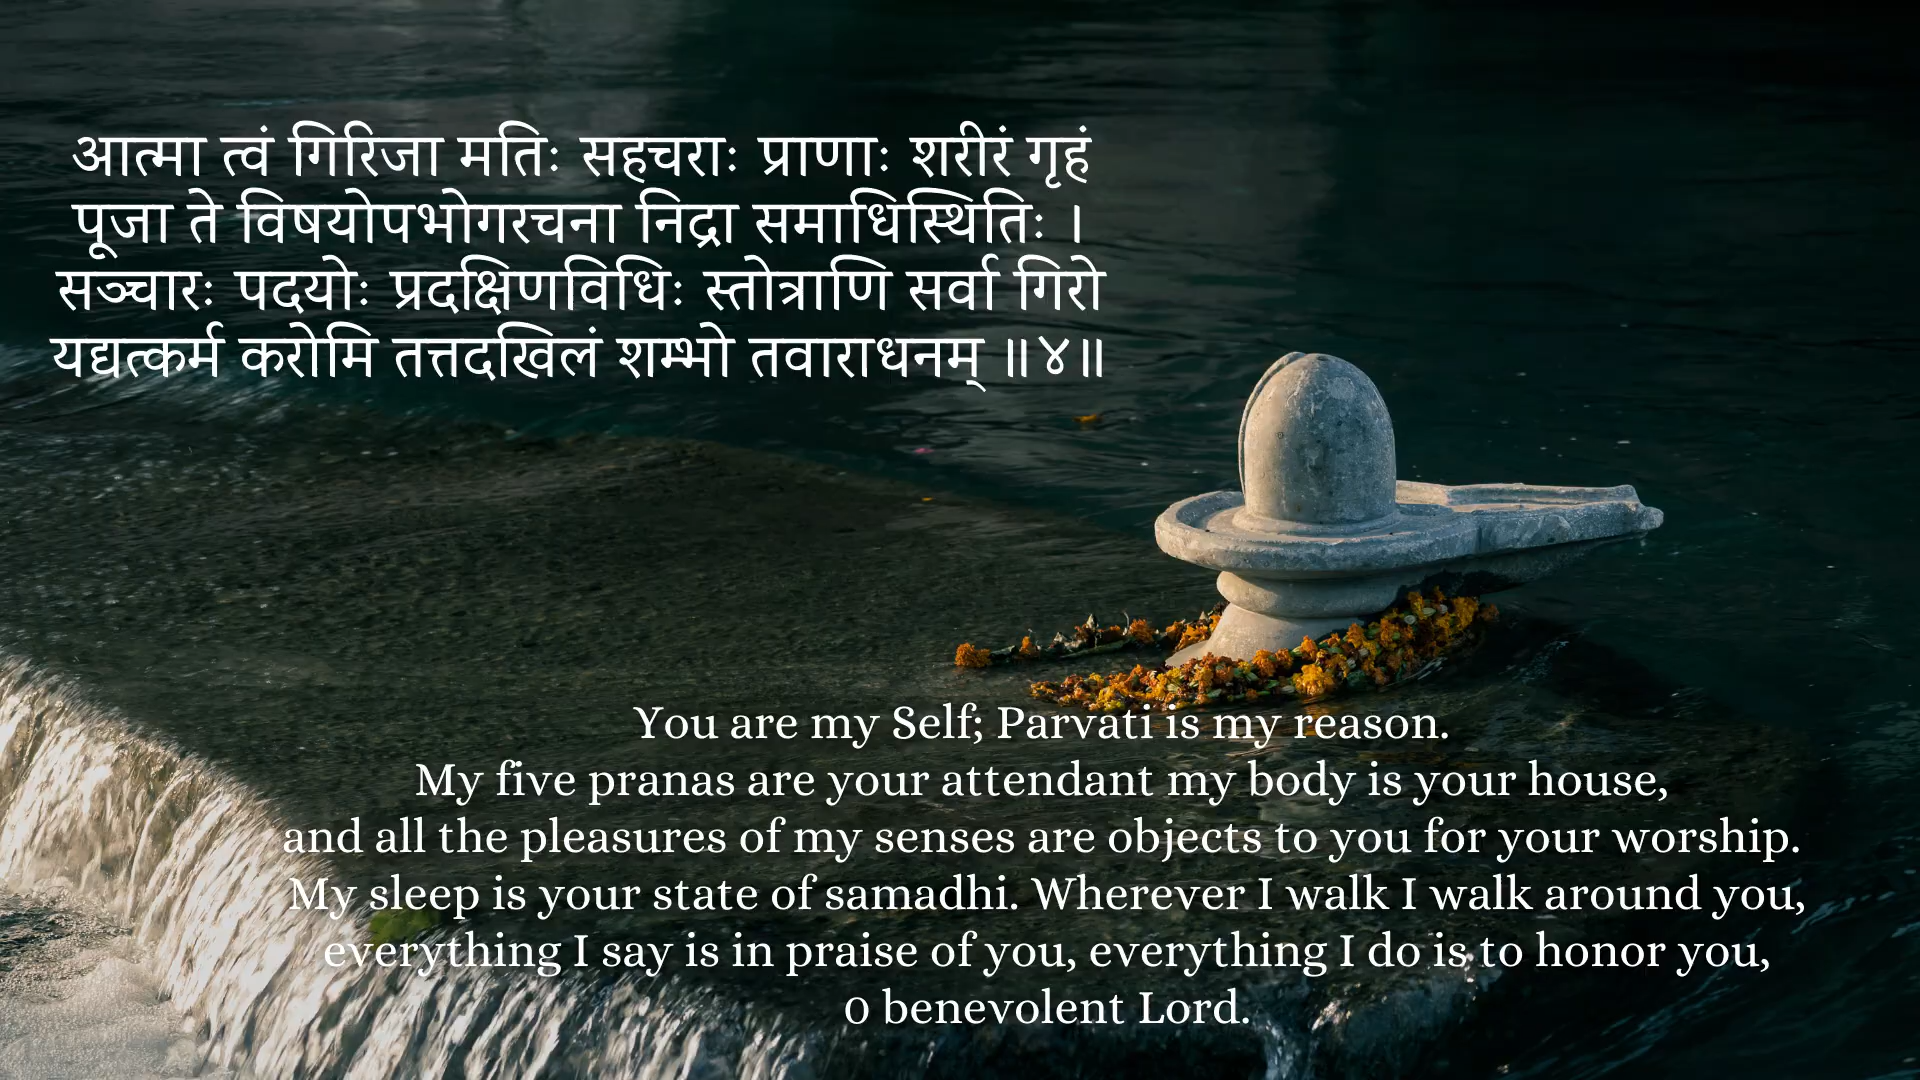 आत्मा त्वं गिरिजा मतिः सहचराः प्राणाः शरीरं गृहं
पूजा ते विषयोपभोगरचना निद्रा समाधिस्थितिः ।
सञ्चारः पदयोः प्रदक्षिणविधिः स्तोत्राणि सर्वा गिरो
यद्यत्कर्म करोमि तत्तदखिलं शम्भो तवाराधनम् ॥४॥
You are my Self; Parvati is my reason.
My five pranas are your attendant my body is your house,
and all the pleasures of my senses are objects to you for your worship.
My sleep is your state of samadhi. Wherever I walk I walk around you,
everything I say is in praise of you, everything I do is to honor you,
0 benevolent Lord.